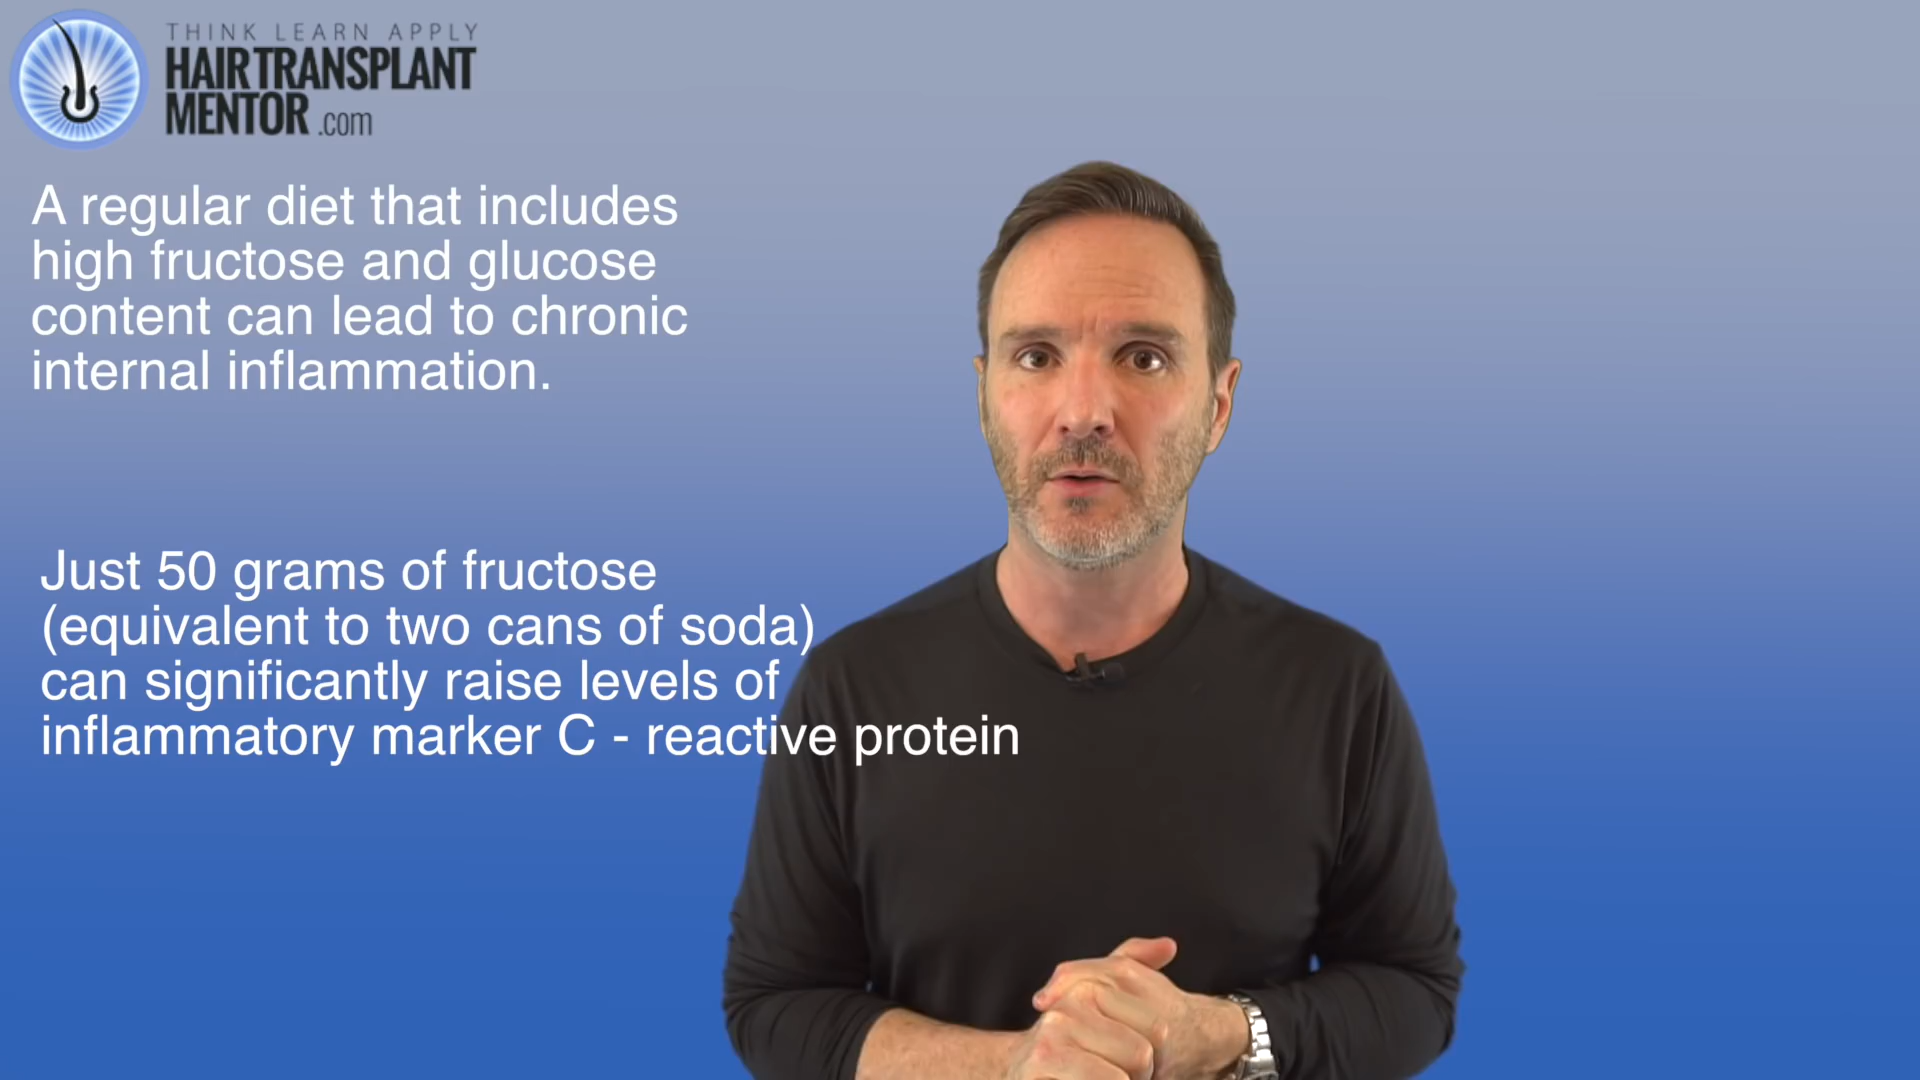 THINK LEARN APPLY
HAIRTRANSPLANT
MENTOR.com
A regular diet that includes
high fructose and glucose
content can lead to chronic
internal inflammation.
Just 50 grams of fructose
(equivalent to two cans of soda)
can significantly raise levels of
inflammatory marker C - reactive protein